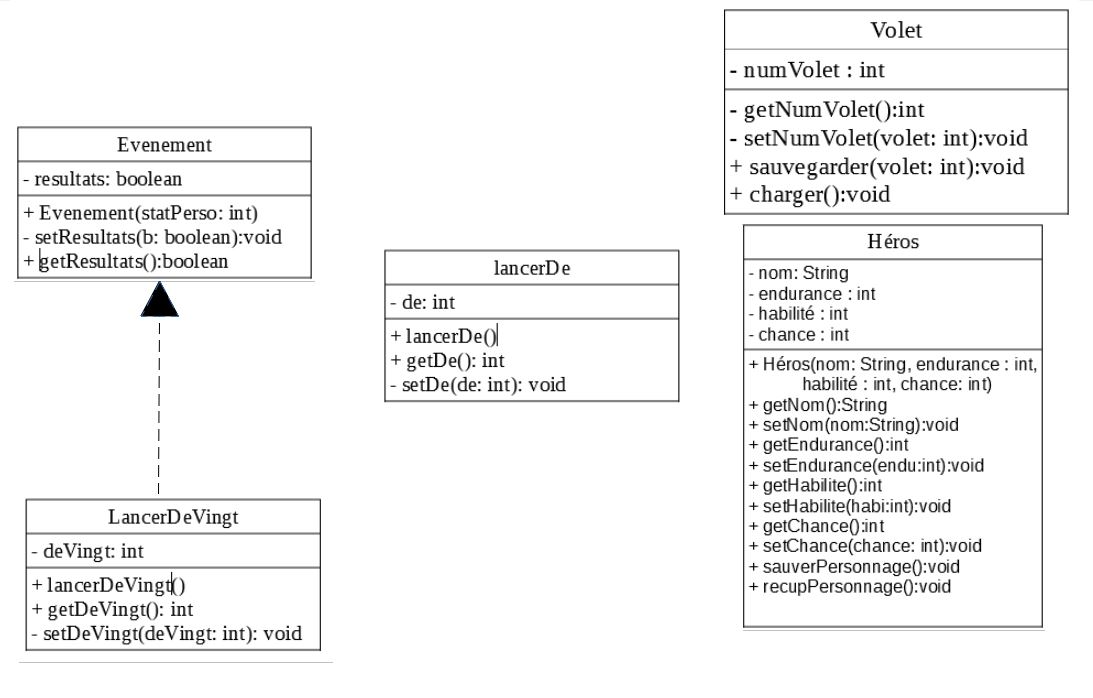 Volet
- numVolet : int
- getNumVolet():int
- setNumVolet(volet: int):void
+ sauvegarder(volet: int):void
+ charger():void
Evenement
- resultats: boolean
+ Evenement(statPerso: int)
- setResultats(b: boolean):void
+ getResultats():boolean
lancerDe
- de: int
+ lancerDe()
+ getDe(): int
- setDe(de: int): void
Héros
- nom: String
- endurance : int
- habilité : int
- chance : int
+ Héros(nom: String, endurance : int,
habilité : int, chance: int)
+ getNom():String
+ setNom(nom:String):void
+ getEndurance():int
+ setEndurance(endu:int):void
+ getHabilite():int
+ setHabilite(habi:int):void
+ getChance():int
+ setChance(chance: int):void
+ sauverPersonnage():void
+ recupPersonnage():void
LancerDeVingt
- deVingt: int
+ lancerDeVingt()
+ getDeVingt(): int
- setDeVingt(deVingt: int): void